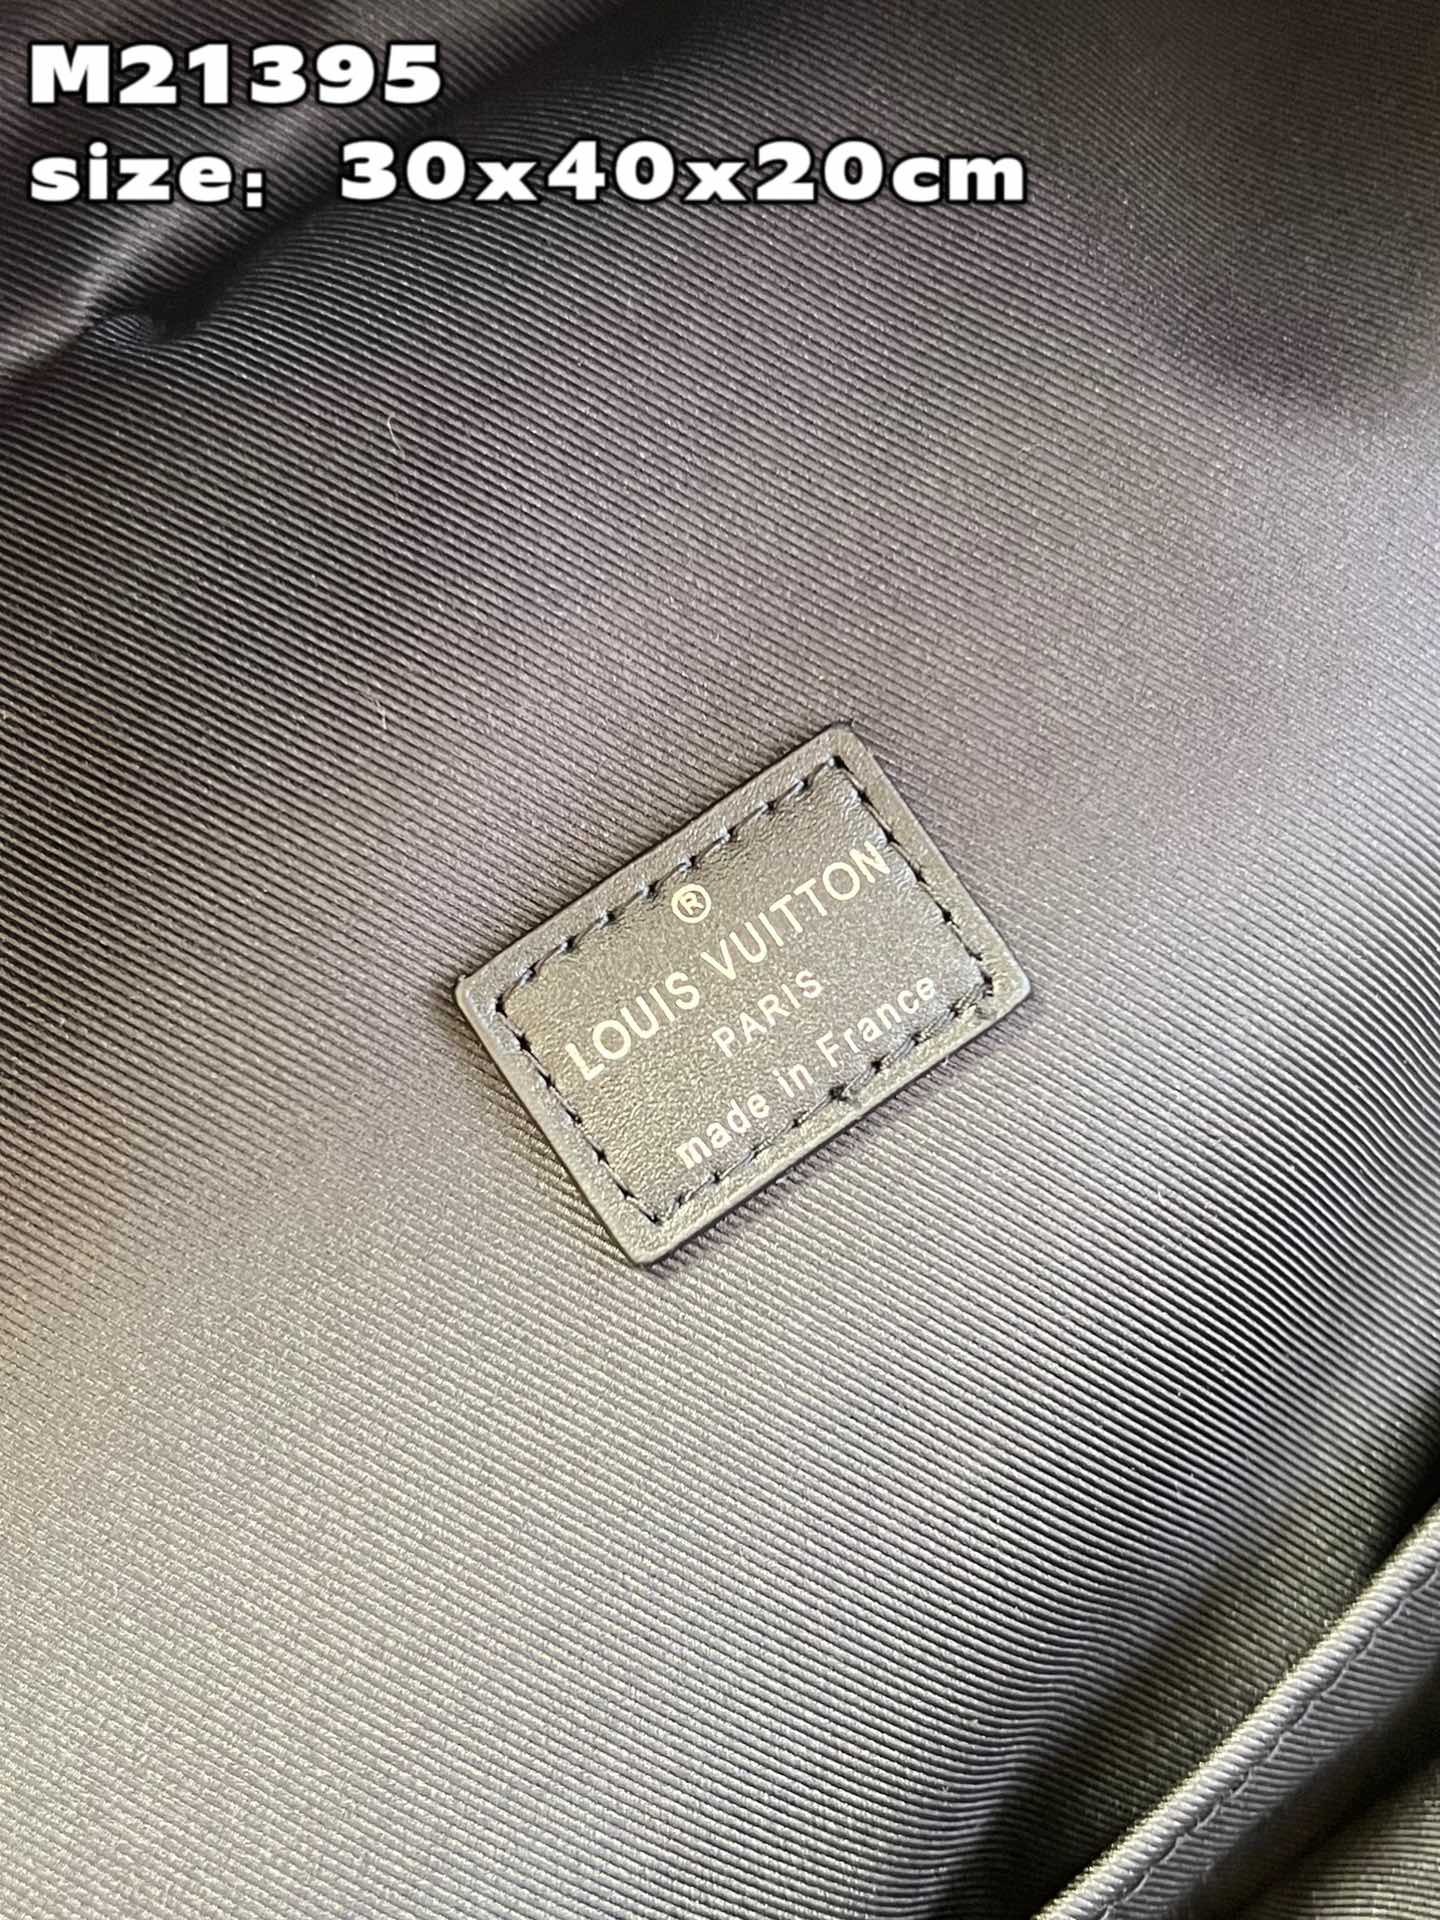 M21395
size: 30x40x20cm
®
LOUIS VUITTON
PARIS
made in France